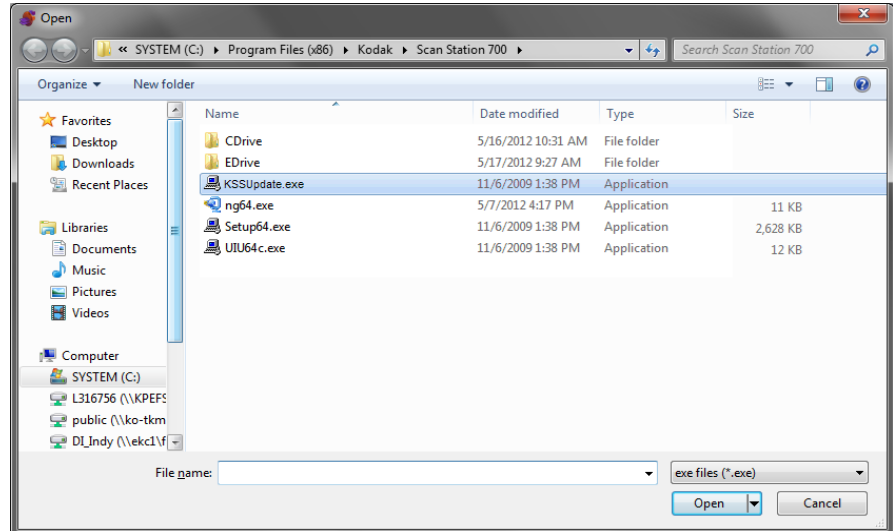 Open
« SYSTEM (C:) ▸ Program Files (x86) ▸ Kodak ▸ Scan Station 700 ▸
Search Scan Station 700
Organize New folder
Favorites
Desktop
Downloads
Recent Places
Libraries
Documents
Music
Pictures
Videos
Computer
SYSTEM (C:)
L316756 (\\KPEFS
public (\\ko-tkm
DI_Indy (\\ekc1\f
Name Date modified Type Size
CDrive 5/16/2012 10:31 AM File folder
EDrive 5/17/2012 9:27 AM File folder
KSSUpdate.exe 11/6/2009 1:38 PM Application
ng64.exe 5/7/2012 4:17 PM Application 11 KB
Setup64.exe 11/6/2009 1:38 PM Application 2,628 KB
UIU64c.exe 11/6/2009 1:38 PM Application 12 KB
File name:
exe files (*.exe)
Open Cancel